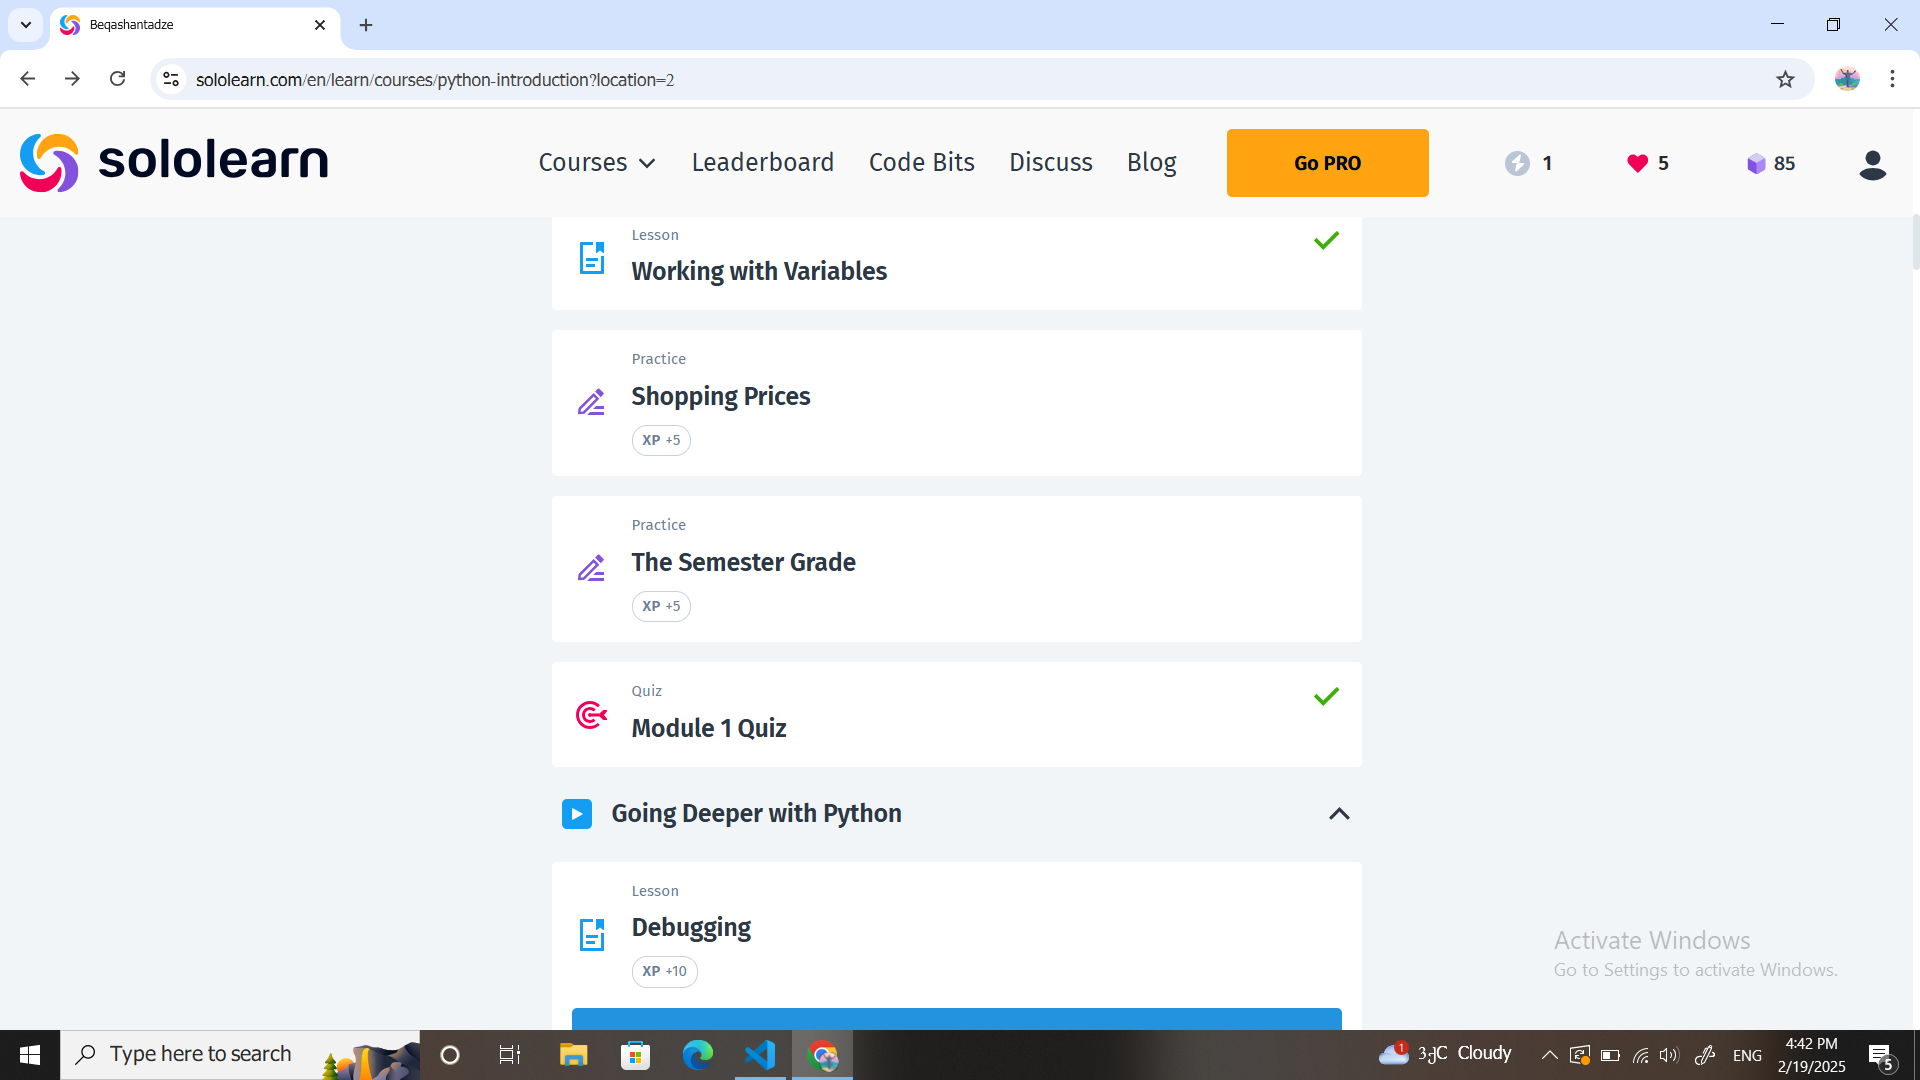 Beqashantadze
sololearn.com/en/learn/courses/python-introduction?location=2
sololearn
Courses
Leaderboard
Code Bits
Discuss
Blog
Go PRO
1
5
85
Lesson
Working with Variables
Practice
Shopping Prices
XP +5
Practice
The Semester Grade
XP +5
Quiz
Module 1 Quiz
Going Deeper with Python
Lesson
Debugging
XP +10
Activate Windows
Go to Settings to activate Windows.
Type here to search
1
3°C Cloudy
ENG
4:42 PM
2/19/2025
5